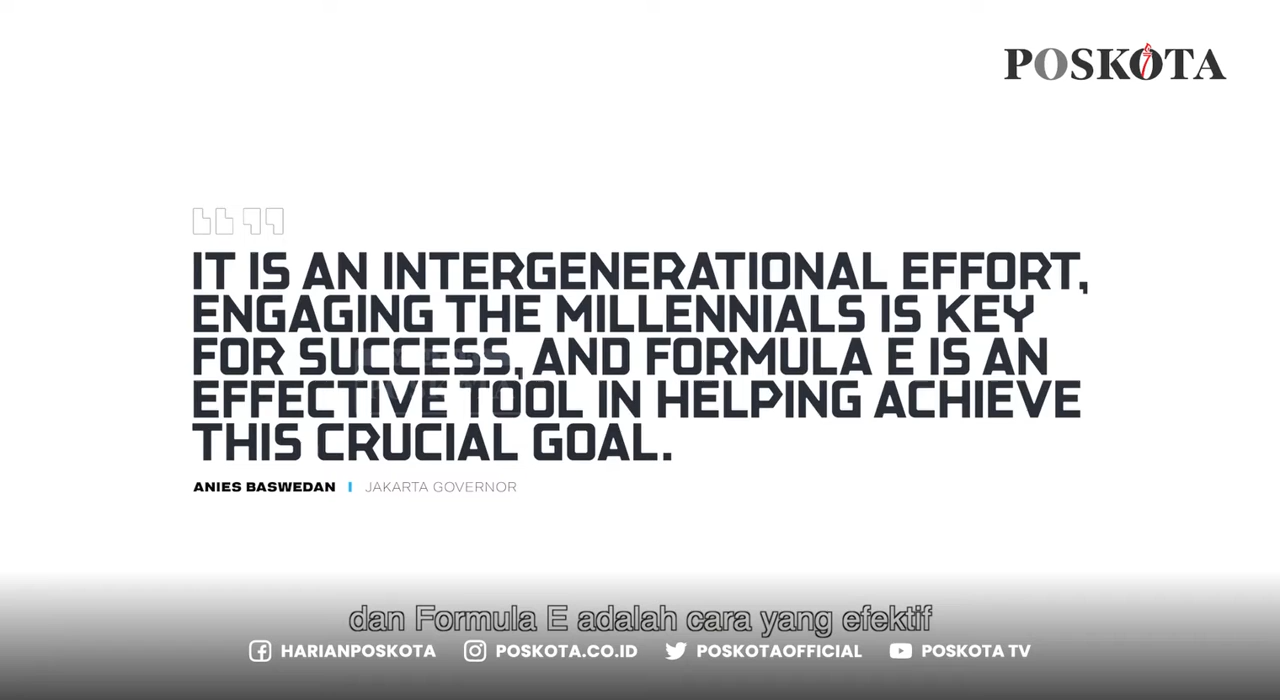 POSKOTA
IT IS AN INTERGENERATIONAL EFFORT,
ENGAGING THE MILLENNIALS IS KEY
FOR SUCCESS, AND FORMULA E IS AN
EFFECTIVE TOOL IN HELPING ACHIEVE
THIS CRUCIAL GOAL.
ANIES BASWEDAN | JAKARTA GOVERNOR
dan Formula E adalah cara yang efektif
HARIANPOSKOTA POSKOTA.CO.ID POSKOTAOFFICIAL POSKOTA TV